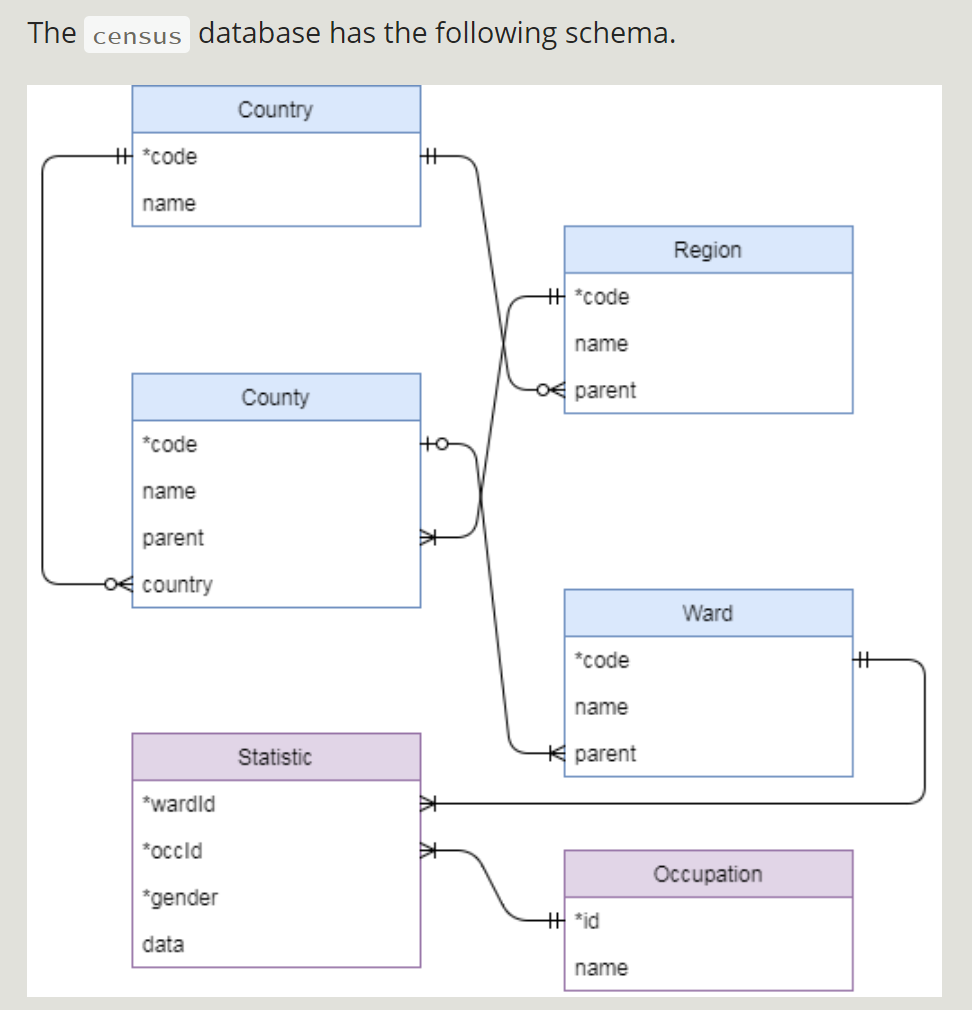 The census database has the following schema.
Country
*code
name
Region
*code
name
parent
County
*code
name
parent
country
Ward
*code
name
parent
Statistic
*wardId
*occId
*gender
data
Occupation
*id
name